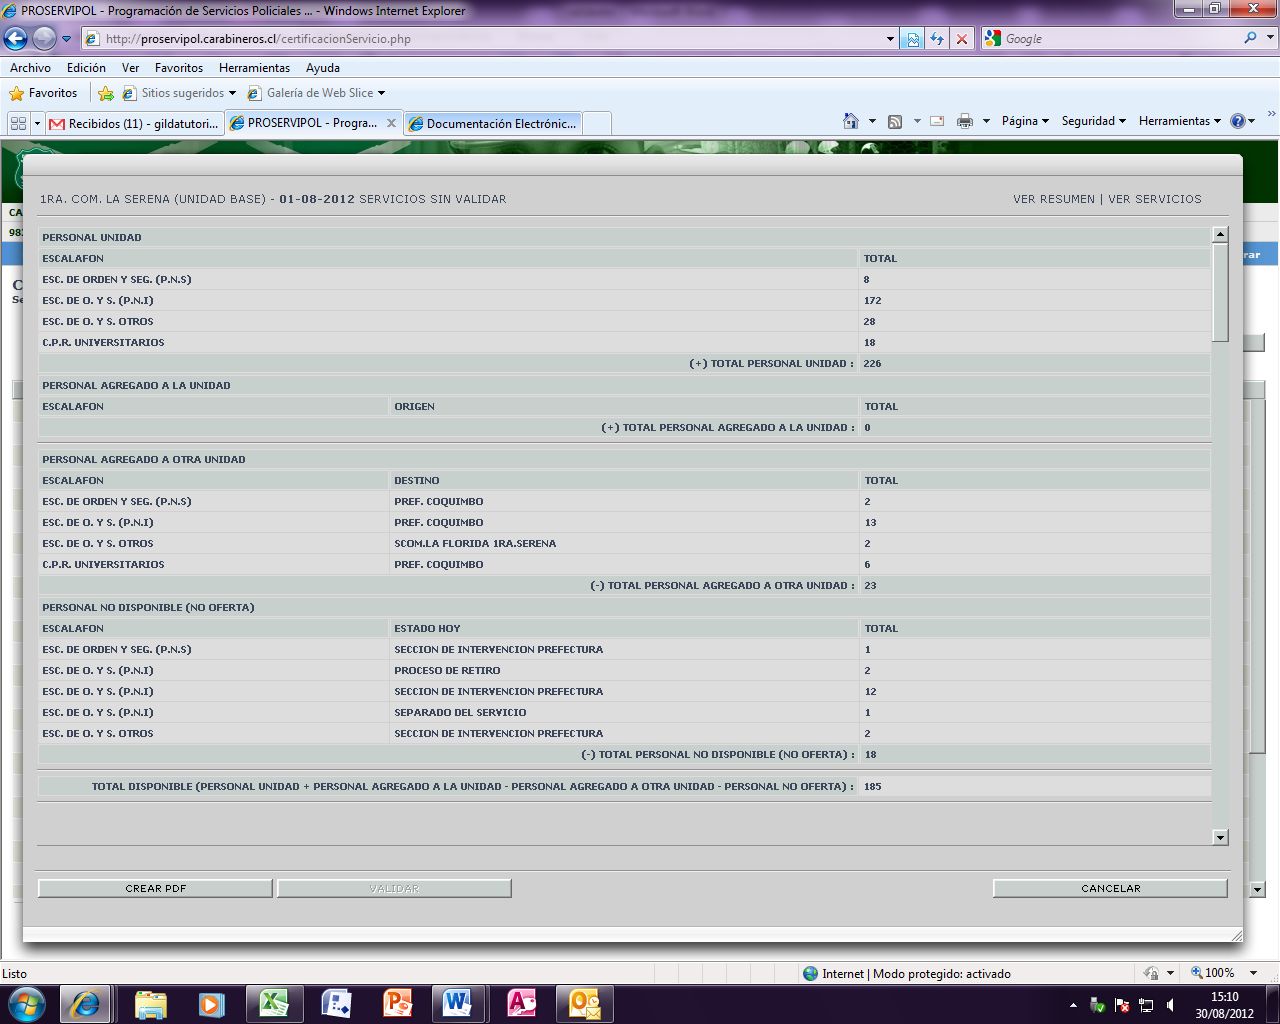 PROSERVIPOL - Programación de Servicios Policiales ... - Windows Internet Explorer
http://proservipol.carabineros.cl/certificacionServicio.php
Google
Archivo Edición Ver Favoritos Herramientas Ayuda
Favoritos Sitios sugeridos Galería de Web Slice
Recibidos (11) - gildatutori... PROSERVIPOL - Progra... X Documentación Electrónic... Página Seguridad Herramientas »
1RA. COM. LA SERENA (UNIDAD BASE) - 01-08-2012 SERVICIOS SIN VALIDAR VER RESUMEN | VER SERVICIOS
CA
98
rar
C
Se
PERSONAL UNIDAD
ESCALAFON TOTAL
ESC. DE ORDEN Y SEG. (P.N.S) 8
ESC. DE O. Y S. (P.N.I) 172
ESC. DE O. Y S. OTROS 28
C.P.R. UNIVERSITARIOS 18
(+) TOTAL PERSONAL UNIDAD : 226
PERSONAL AGREGADO A LA UNIDAD
ESCALAFON ORIGEN TOTAL
(+) TOTAL PERSONAL AGREGADO A LA UNIDAD : 0
PERSONAL AGREGADO A OTRA UNIDAD
ESCALAFON DESTINO TOTAL
ESC. DE ORDEN Y SEG. (P.N.S) PREF. COQUIMBO 2
ESC. DE O. Y S. (P.N.I) PREF. COQUIMBO 13
ESC. DE O. Y S. OTROS SCOM.LA FLORIDA 1RA.SERENA 2
C.P.R. UNIVERSITARIOS PREF. COQUIMBO 6
(-) TOTAL PERSONAL AGREGADO A OTRA UNIDAD : 23
PERSONAL NO DISPONIBLE (NO OFERTA)
ESCALAFON ESTADO HOY TOTAL
ESC. DE ORDEN Y SEG. (P.N.S) SECCION DE INTERVENCION PREFECTURA 1
ESC. DE O. Y S. (P.N.I) PROCESO DE RETIRO 2
ESC. DE O. Y S. (P.N.I) SECCION DE INTERVENCION PREFECTURA 12
ESC. DE O. Y S. (P.N.I) SEPARADO DEL SERVICIO 1
ESC. DE O. Y S. OTROS SECCION DE INTERVENCION PREFECTURA 2
(-) TOTAL PERSONAL NO DISPONIBLE (NO OFERTA) : 18
TOTAL DISPONIBLE (PERSONAL UNIDAD + PERSONAL AGREGADO A LA UNIDAD - PERSONAL AGREGADO A OTRA UNIDAD - PERSONAL NO OFERTA) : 185
CREAR PDF VALIDAR CANCELAR
Listo Internet | Modo protegido: activado 100%
15:10
30/08/2012